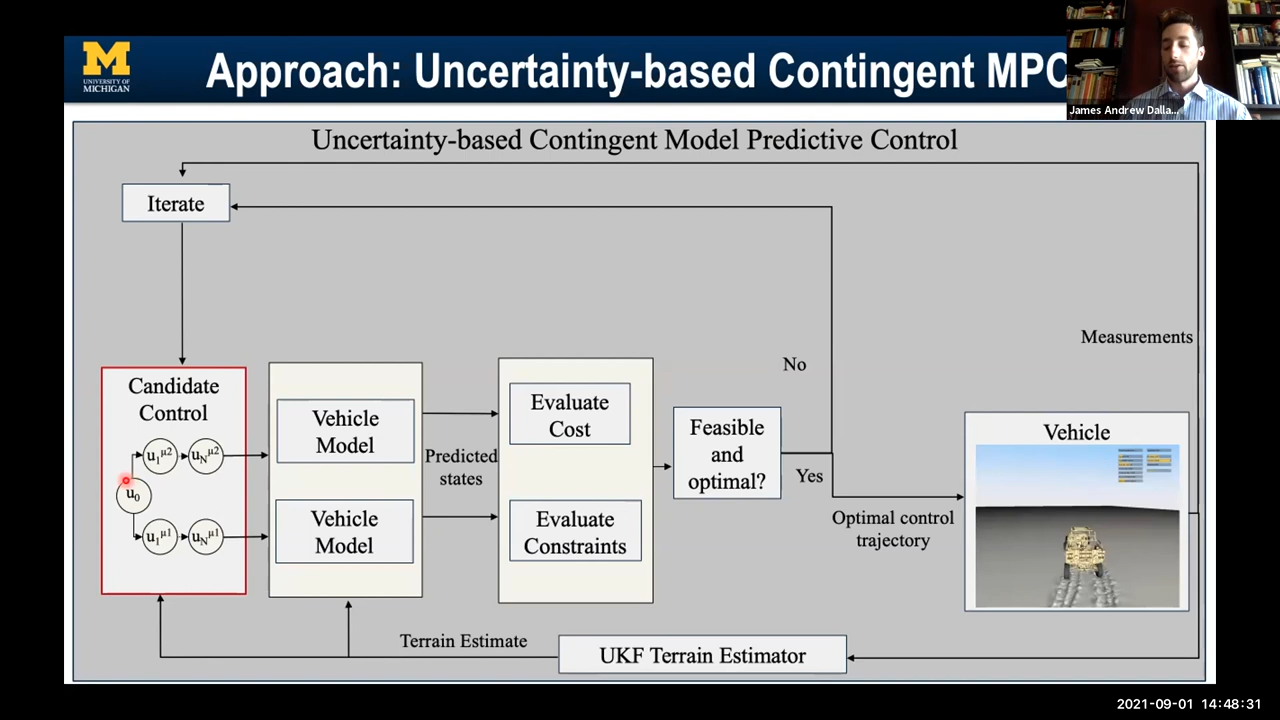 UNIVERSITY OF
MICHIGAN
Approach: Uncertainty-based Contingent MPC
James Andrew Dalla...
Uncertainty-based Contingent Model Predictive Control
Iterate
Measurements
No
Candidate
Control
u₁^μ2
u_N^μ2
u₀
u₁^μ1
u_N^μ1
Vehicle
Model
Vehicle
Model
Predicted
states
Evaluate
Cost
Evaluate
Constraints
Feasible
and
optimal?
Yes
Optimal control
trajectory
Vehicle
Terrain Estimate
UKF Terrain Estimator
2021-09-01 14:48:31